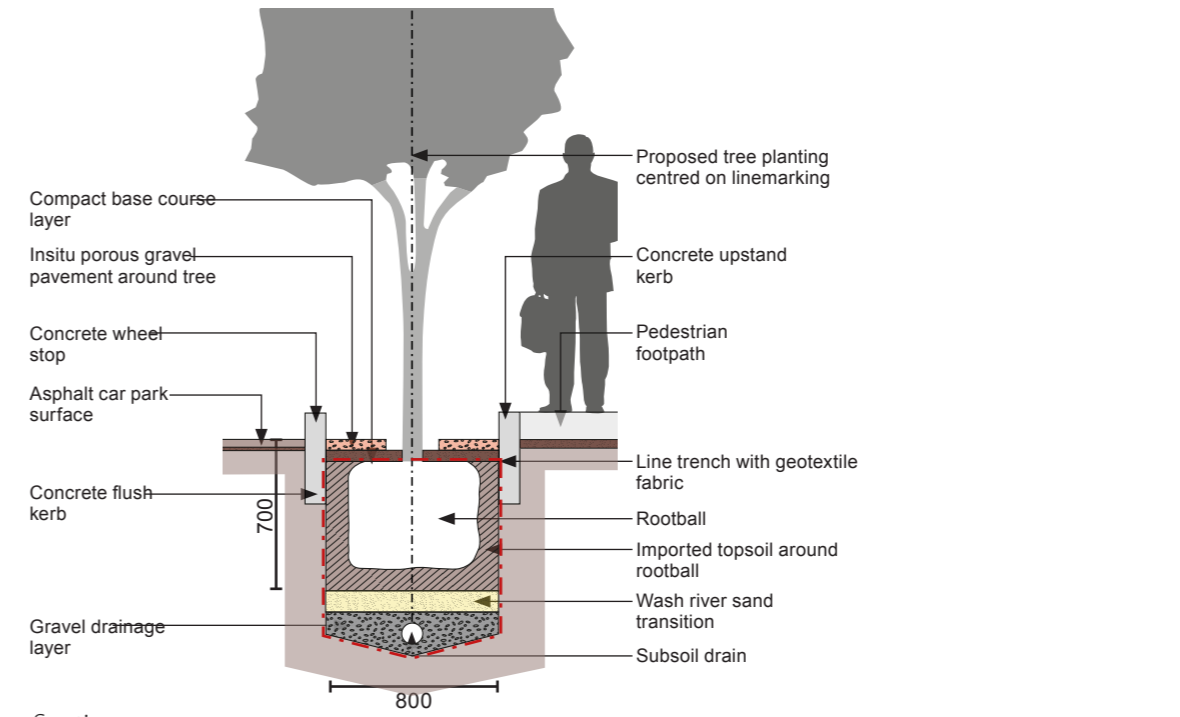 Proposed tree planting
centred on linemarking
Compact base course
layer
Insitu porous gravel
pavement around tree
Concrete upstand
kerb
Concrete wheel
stop
Pedestrian
footpath
Asphalt car park
surface
Line trench with geotextile
fabric
Concrete flush
kerb
700
Rootball
Imported topsoil around
rootball
Wash river sand
transition
Gravel drainage
layer
Subsoil drain
800